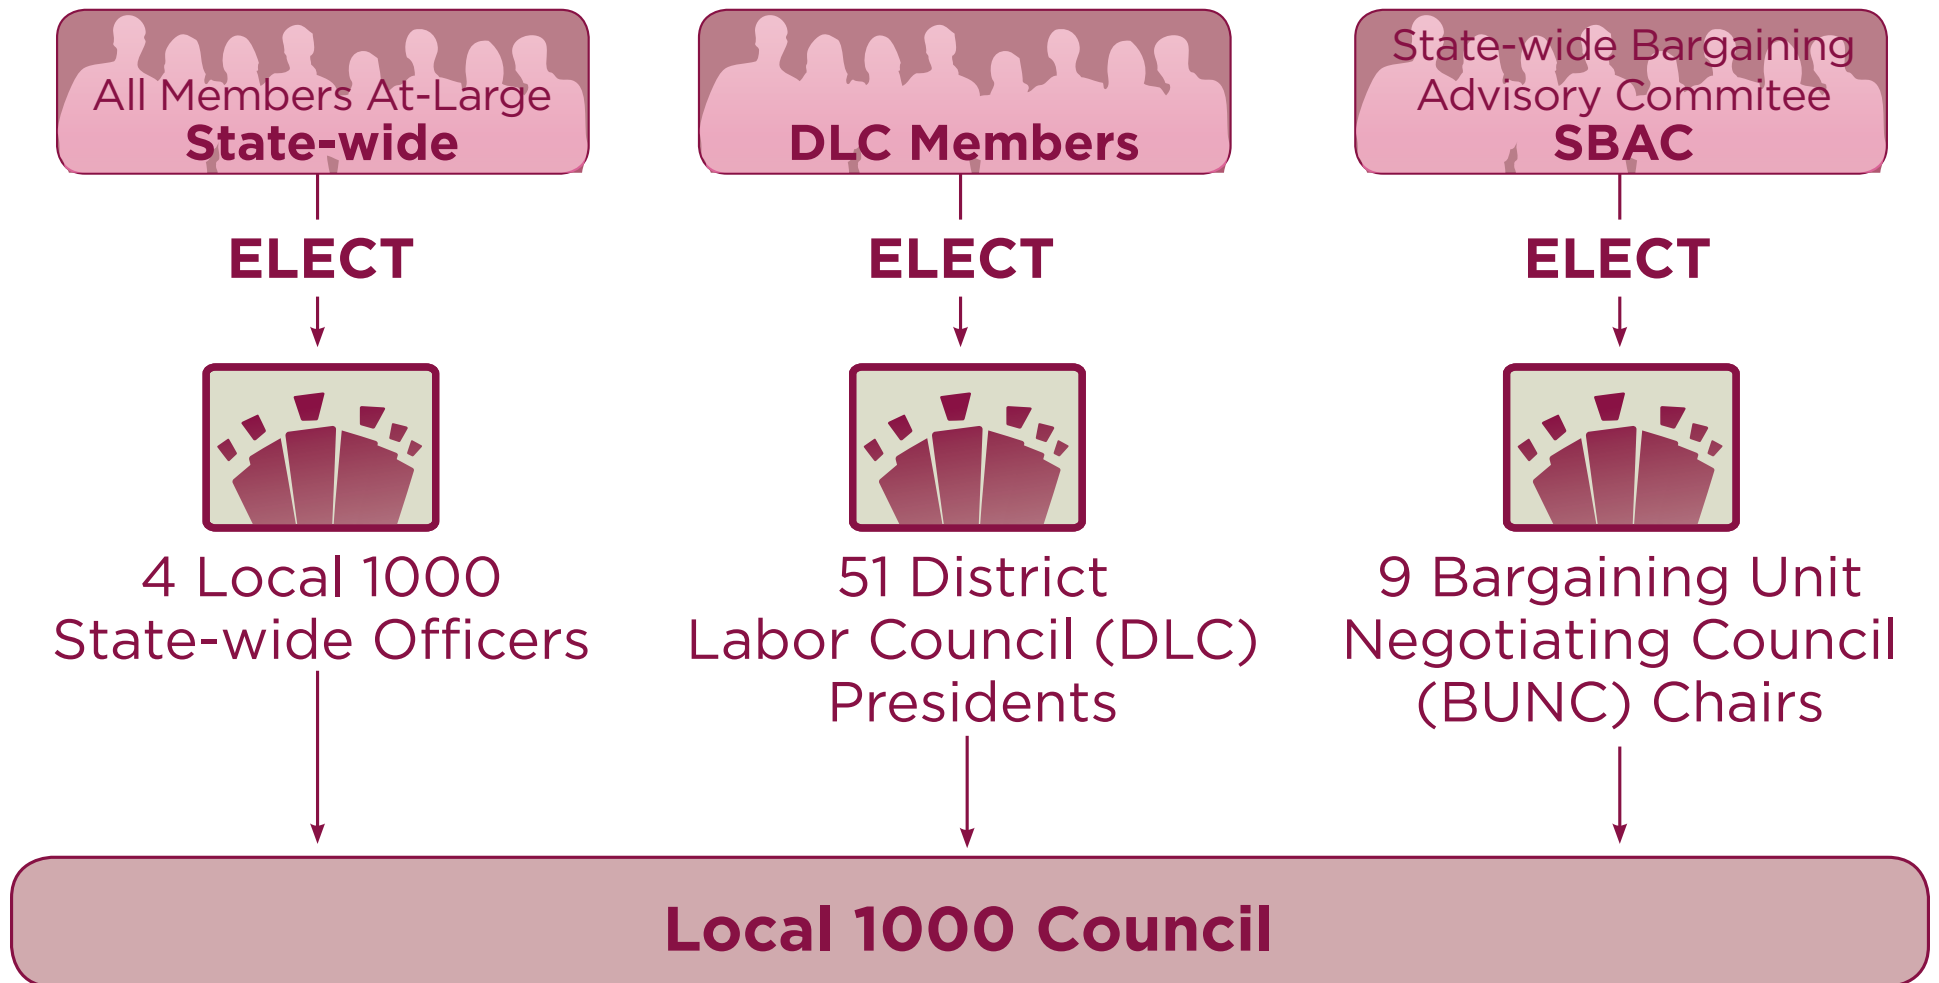 All Members At-Large
State-wide
ELECT
4 Local 1000
State-wide Officers
DLC Members
ELECT
51 District
Labor Council (DLC)
Presidents
State-wide Bargaining
Advisory Commitee
SBAC
ELECT
9 Bargaining Unit
Negotiating Council
(BUNC) Chairs
Local 1000 Council